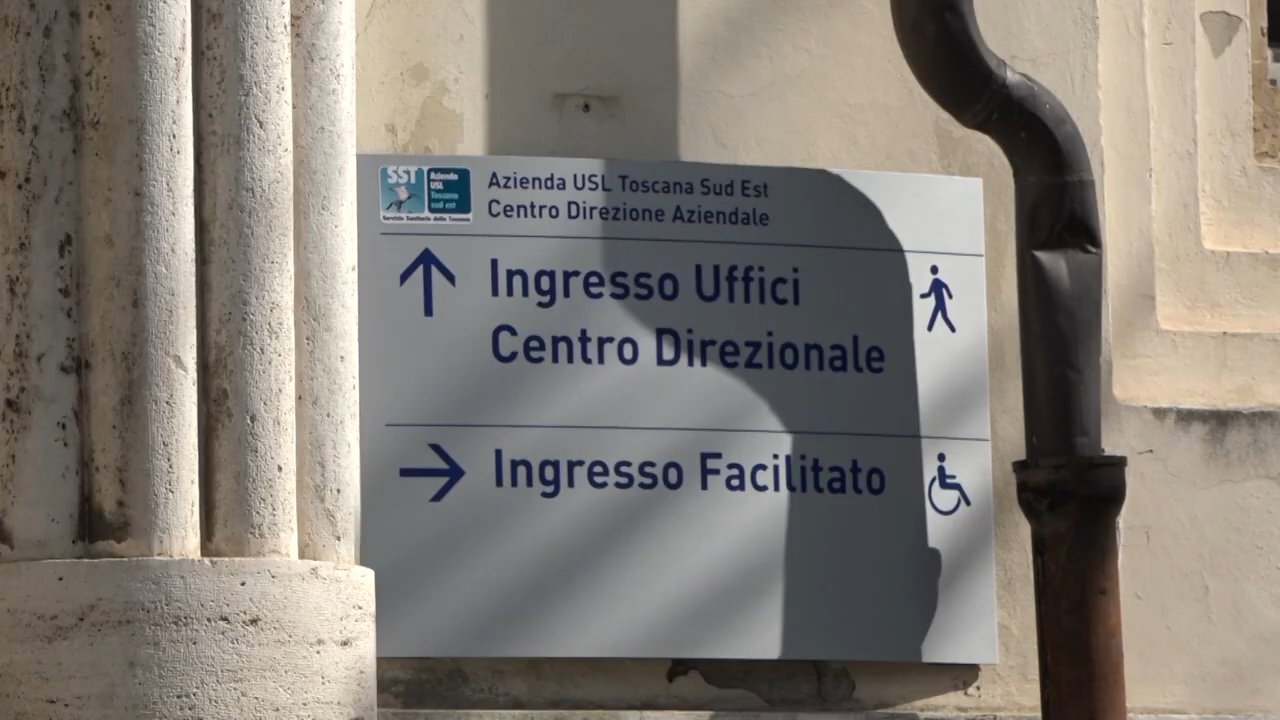 SST
Azienda
USL
Toscana
sud est
Servizio Sanitario della Toscana
Azienda USL Toscana Sud Est
Centro Direzione Aziendale
Ingresso Uffici
Centro Direzionale
Ingresso Facilitato